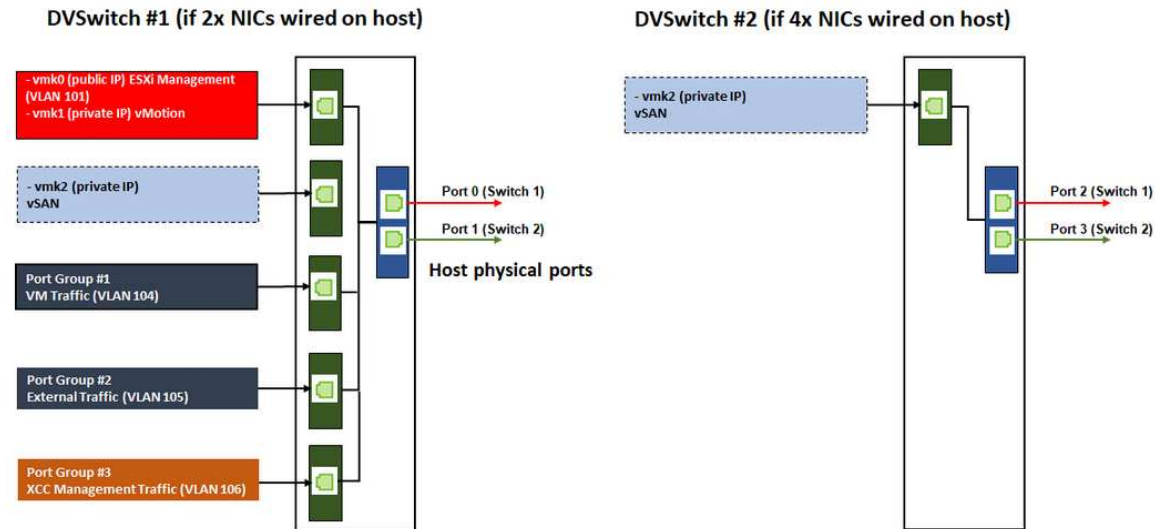 DVSwitch #1 (if 2x NICs wired on host)
- vmk0 (public IP) ESXi Management
(VLAN 101)
- vmk1 (private IP) vMotion
- vmk2 (private IP)
vSAN
Port Group #1
VM Traffic (VLAN 104)
Port Group #2
External Traffic (VLAN 105)
Port Group #3
XCC Management Traffic (VLAN 106)
Port 0 (Switch 1)
Port 1 (Switch 2)
Host physical ports
DVSwitch #2 (if 4x NICs wired on host)
- vmk2 (private IP)
vSAN
Port 2 (Switch 1)
Port 3 (Switch 2)